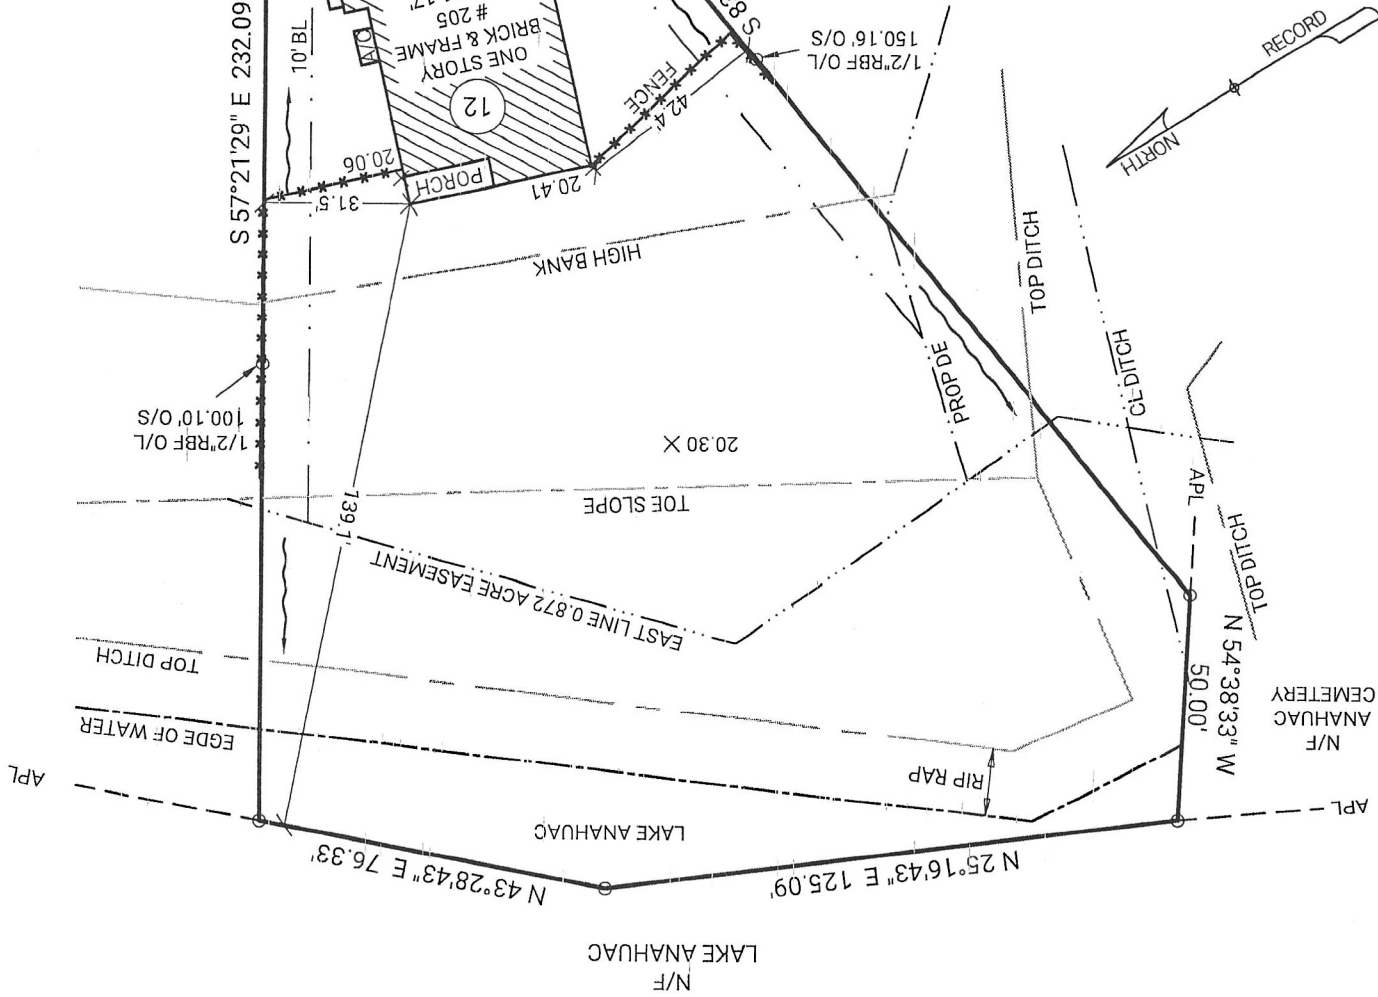 N/F
LAKE ANAHUAC
N 25°16'43" E 125.09'
N 43°28'43" E 76.33'
APL
LAKE ANAHUAC
APL
RIP RAP
EGDE OF WATER
N/F
ANAHUAC
CEMETERY
N 54°38'33" W
50.00'
TOP DITCH
EAST LINE 0.872 ACRE EASEMENT
TOP DITCH
APL
139.1'
TOE SLOPE
20.30 X
1/2"RBF O/L
100.10' O/S
PROP DE
CL DITCH
TOP DITCH
HIGH BANK
31.5'
20.06
PORCH
20.41
S 57°21'29" E 232.09
12
ONE STORY
BRICK & FRAME
# 205
A/C
10' BL
FENCE
42.4'
1/2"RBF O/L
150.16' O/S
NORTH
RECORD